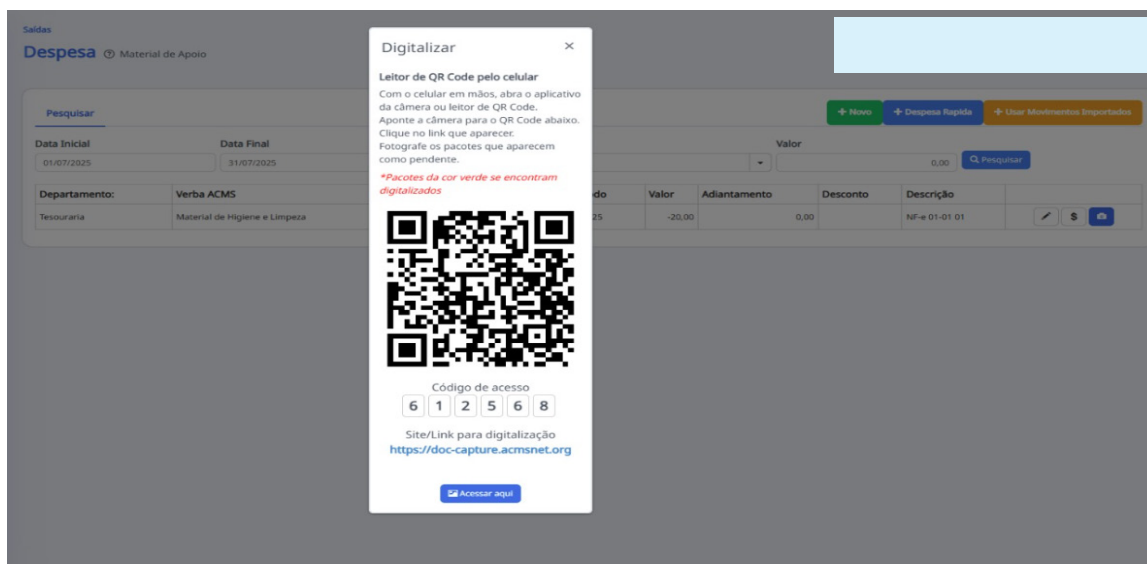 Saídas
Despesa ? Material de Apoio
Pesquisar
+ Novo
+ Despesa Rapida
+ Usar Movimentos Importados
Data Inicial
Data Final
Valor
01/07/2025
31/07/2025
0,00
Pesquisar
Departamento:
Verba ACMS
do
Valor
Adiantamento
Desconto
Descrição
Tesouraria
Material de Higiene e Limpeza
25
-20,00
0,00
NF-e 01-01 01
$
Digitalizar
×
Leitor de QR Code pelo celular
Com o celular em mãos, abra o aplicativo
da câmera ou leitor de QR Code.
Aponte a câmera para o QR Code abaixo.
Clique no link que aparecer.
Fotografe os pacotes que aparecem
como pendente.
*Pacotes da cor verde se encontram
digitalizados
Código de acesso
6 1 2 5 6 8
Site/Link para digitalização
https://doc-capture.acmsnet.org
Acessar aqui